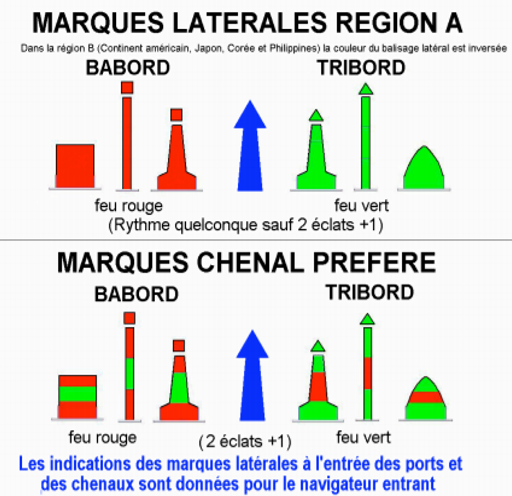 MARQUES LATERALES REGION A
Dans la région B (Continent américain, Japon, Corée et Philippines) la couleur du balisage latéral est inversée
BABORD TRIBORD
feu rouge feu vert
(Rythme quelconque sauf 2 éclats +1)
MARQUES CHENAL PREFERE
BABORD TRIBORD
feu rouge (2 éclats +1) feu vert
Les indications des marques latérales à l'entrée des ports et
des chenaux sont données pour le navigateur entrant